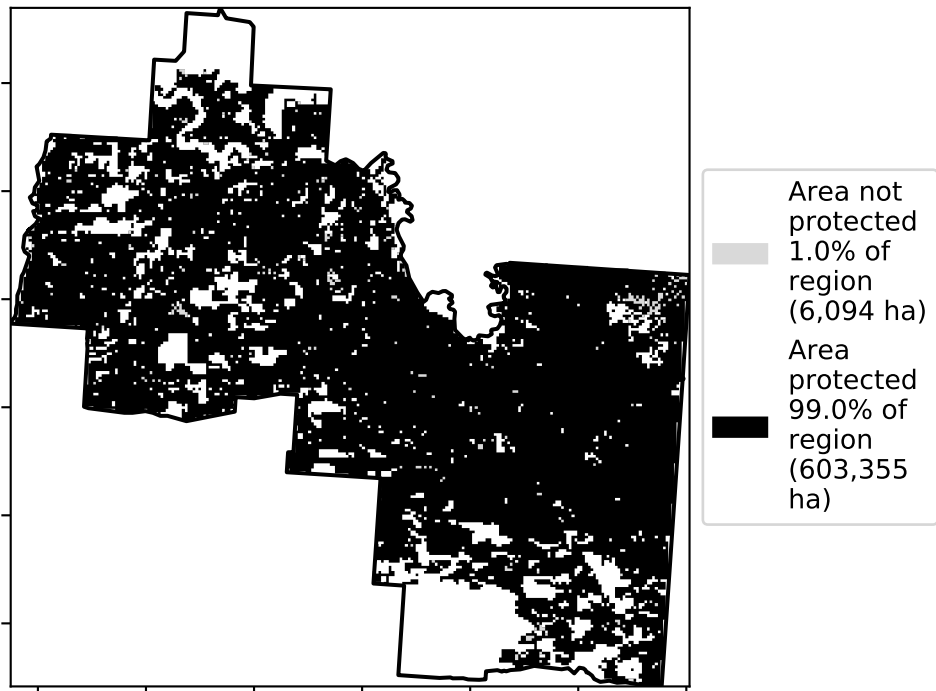 Area not
protected
1.0% of
region
(6,094 ha)
Area
protected
99.0% of
region
(603,355
ha)